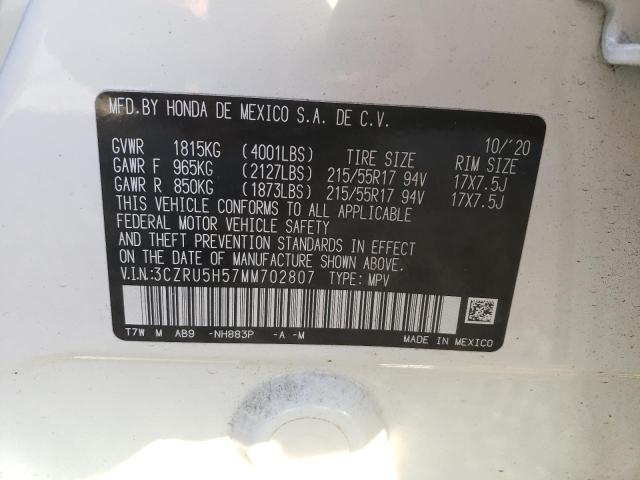 MFD.BY HONDA DE MEXICO S.A. DE C.V.
10/'20
GVWR 1815KG (4001LBS) TIRE SIZE RIM SIZE
GAWR F 965KG (2127LBS) 215/55R17 94V 17X7.5J
GAWR R 850KG (1873LBS) 215/55R17 94V 17X7.5J
THIS VEHICLE CONFORMS TO ALL APPLICABLE
FEDERAL MOTOR VEHICLE SAFETY
AND THEFT PREVENTION STANDARDS IN EFFECT
ON THE DATE OF MANUFACTURE SHOWN ABOVE.
V.I.N:3CZRU5H57MM702807 TYPE: MPV
T7W M AB9 -NH883P -A -M
MADE IN MEXICO